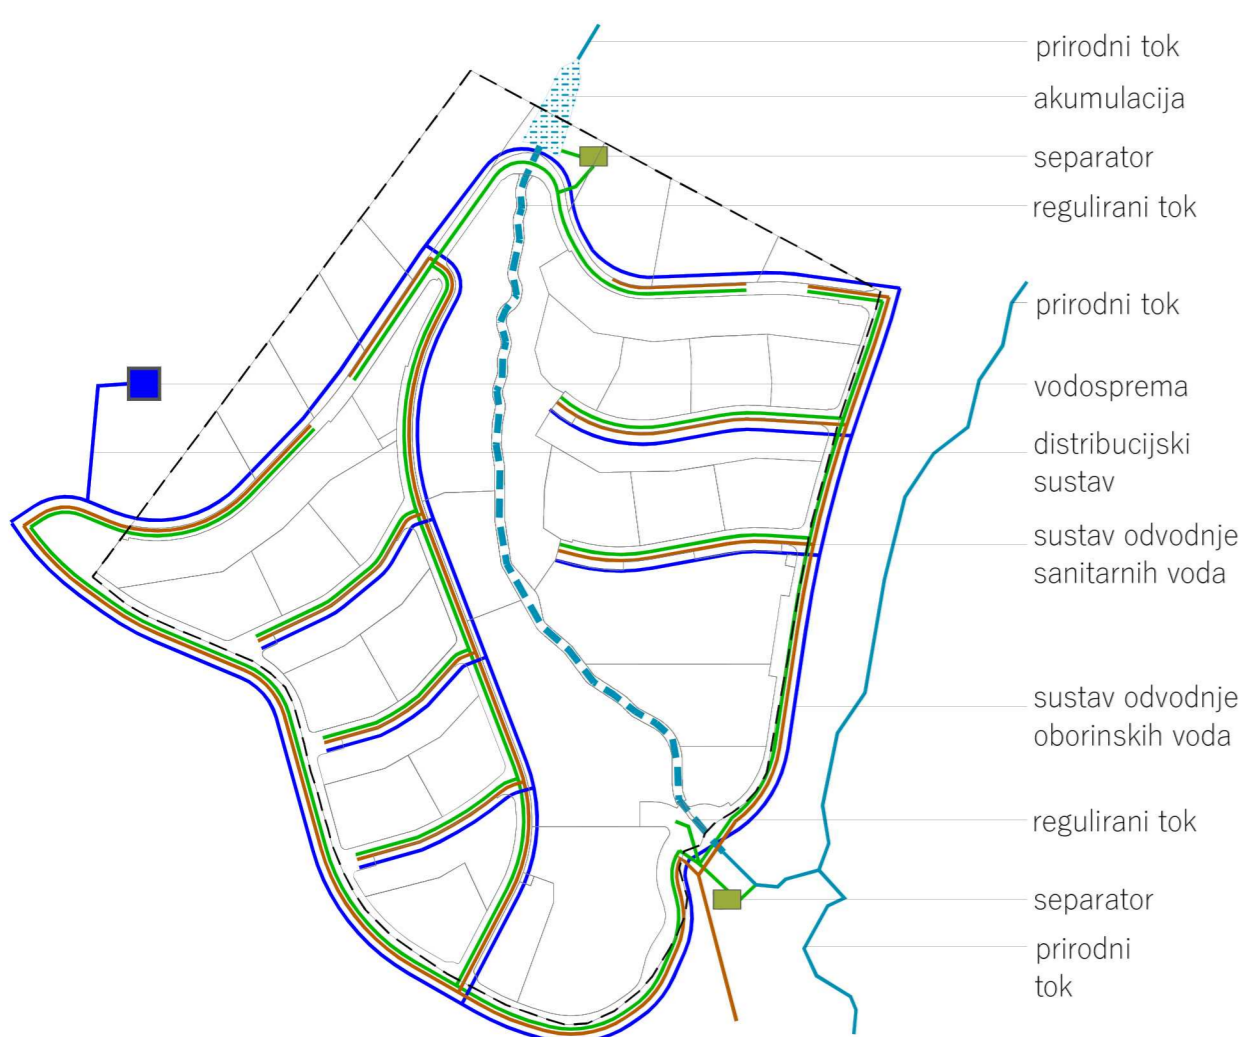 prirodni tok
akumulacija
separator
regulirani tok
prirodni tok
vodosprema
distribucijski
sustav
sustav odvodnje
sanitarnih voda
sustav odvodnje
oborinskih voda
regulirani tok
separator
prirodni
tok